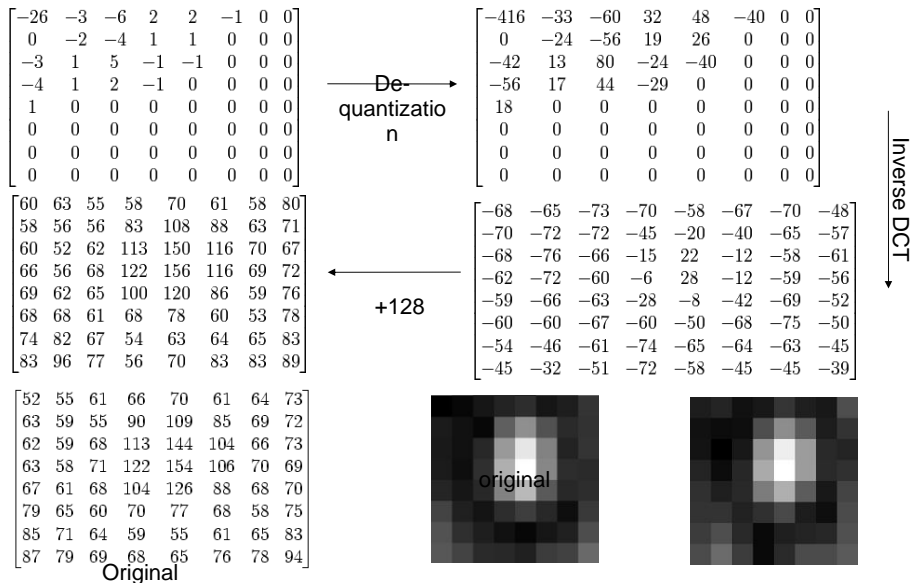 −26 −3 −6 2 2 −1 0 0
0 −2 −4 1 1 0 0 0
−3 1 5 −1 −1 0 0 0
−4 1 2 −1 0 0 0 0
1 0 0 0 0 0 0 0
0 0 0 0 0 0 0 0
0 0 0 0 0 0 0 0
0 0 0 0 0 0 0 0
De-
quantizatio
n
−416 −33 −60 32 48 −40 0 0
0 −24 −56 19 26 0 0 0
−42 13 80 −24 −40 0 0 0
−56 17 44 −29 0 0 0 0
18 0 0 0 0 0 0 0
0 0 0 0 0 0 0 0
0 0 0 0 0 0 0 0
0 0 0 0 0 0 0 0
Inverse DCT
60 63 55 58 70 61 58 80
58 56 56 83 108 88 63 71
60 52 62 113 150 116 70 67
66 56 68 122 156 116 69 72
69 62 65 100 120 86 59 76
68 68 61 68 78 60 53 78
74 82 67 54 63 64 65 83
83 96 77 56 70 83 83 89
+128
−68 −65 −73 −70 −58 −67 −70 −48
−70 −72 −72 −45 −20 −40 −65 −57
−68 −76 −66 −15 22 −12 −58 −61
−62 −72 −60 −6 28 −12 −59 −56
−59 −66 −63 −28 −8 −42 −69 −52
−60 −60 −67 −60 −50 −68 −75 −50
−54 −46 −61 −74 −65 −64 −63 −45
−45 −32 −51 −72 −58 −45 −45 −39
52 55 61 66 70 61 64 73
63 59 55 90 109 85 69 72
62 59 68 113 144 104 66 73
63 58 71 122 154 106 70 69
67 61 68 104 126 88 68 70
79 65 60 70 77 68 58 75
85 71 64 59 55 61 65 83
87 79 69 68 65 76 78 94
Original
original